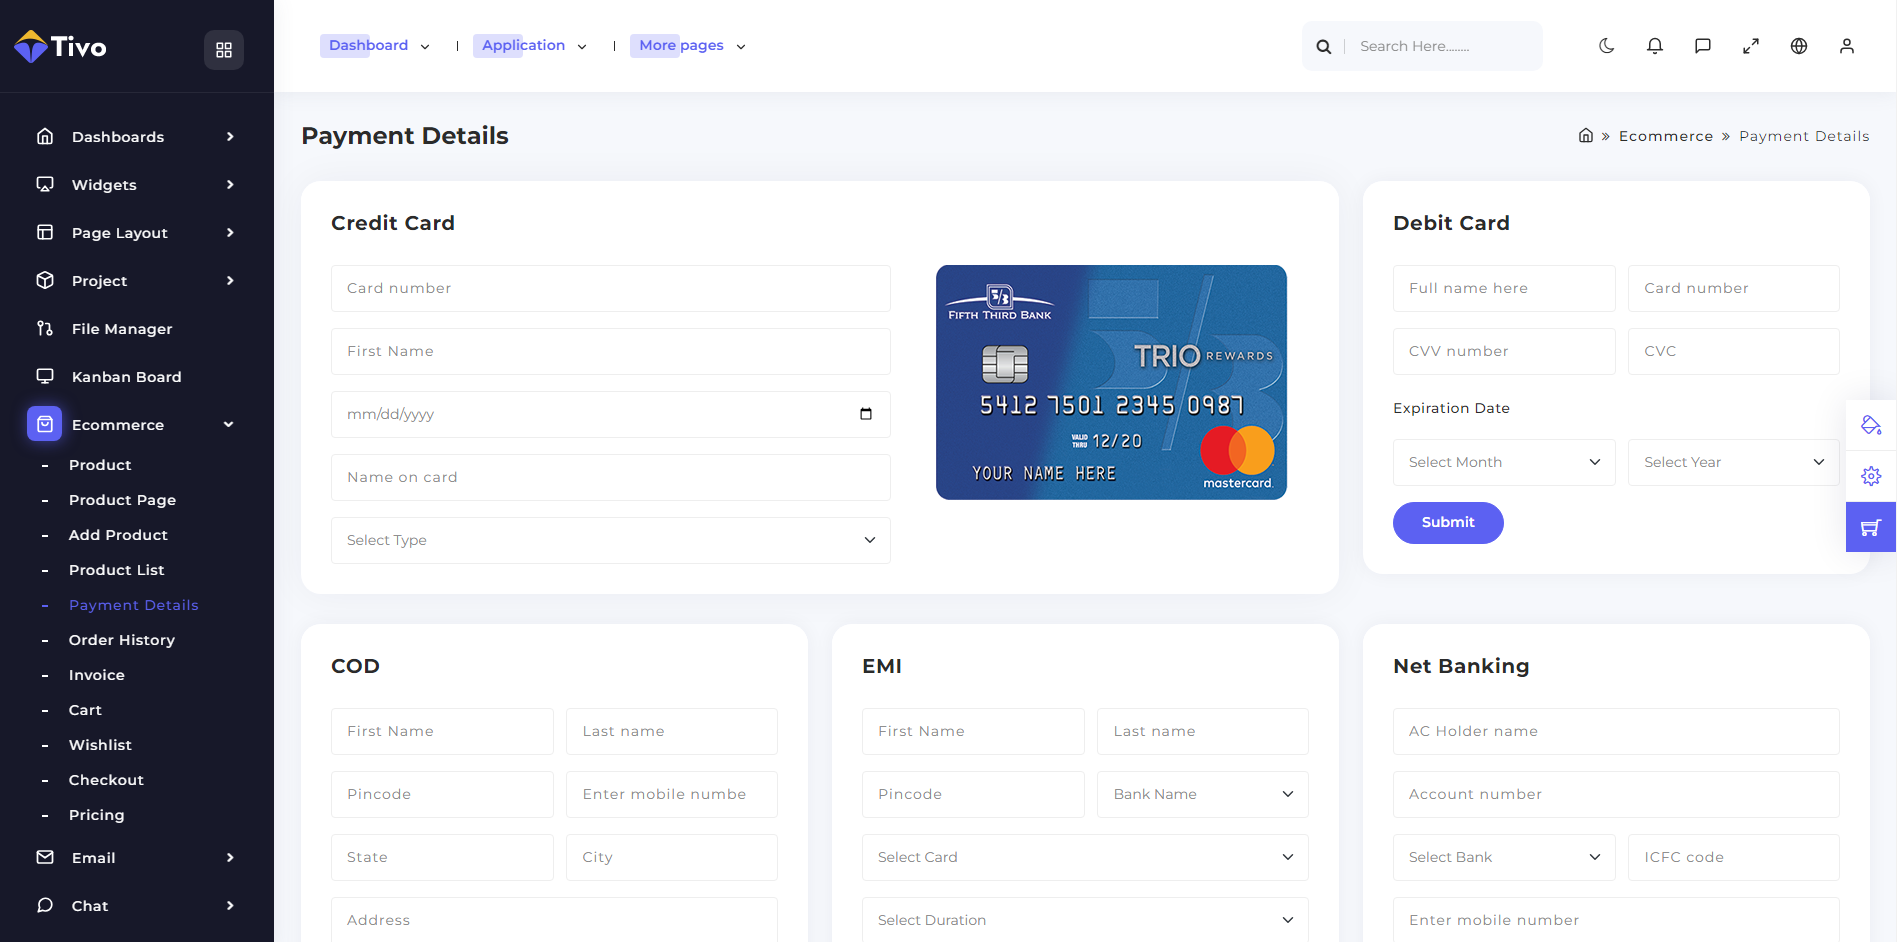 Tivo
Dashboard
Application
More pages
Search Here........
Dashboards
Widgets
Page Layout
Project
File Manager
Kanban Board
Ecommerce
- Product
- Product Page
- Add Product
- Product List
- Payment Details
- Order History
- Invoice
- Cart
- Wishlist
- Checkout
- Pricing
Email
Chat
Payment Details
» Ecommerce » Payment Details
Credit Card
Card number
First Name
mm/dd/yyyy
Name on card
Select Type
5/3
FIFTH THIRD BANK
TRIO REWARDS
5412 7501 2345 0987
VALID THRU 12/20
YOUR NAME HERE
mastercard.
Debit Card
Full name here
Card number
CVV number
CVC
Expiration Date
Select Month
Select Year
Submit
COD
First Name
Last name
Pincode
Enter mobile numbe
State
City
Address
EMI
First Name
Last name
Pincode
Bank Name
Select Card
Select Duration
Net Banking
AC Holder name
Account number
Select Bank
ICFC code
Enter mobile number